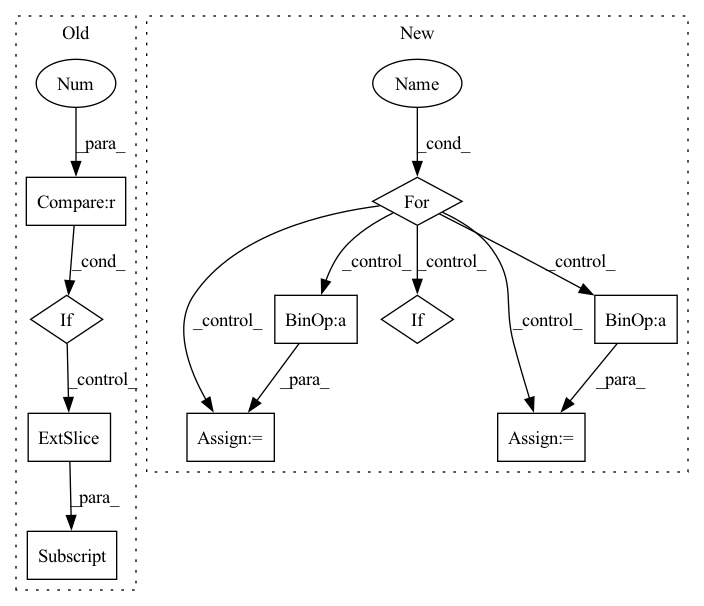 Old
New
Num
Name
_para_
_cond_
Compare:r
For
_cond_
_control_
_control_
_control_
If
BinOp:a
If
BinOp:a
_control_
_control_
_control_
_para_
_para_
ExtSlice
Assign:=
Assign:=
_para_
Subscript